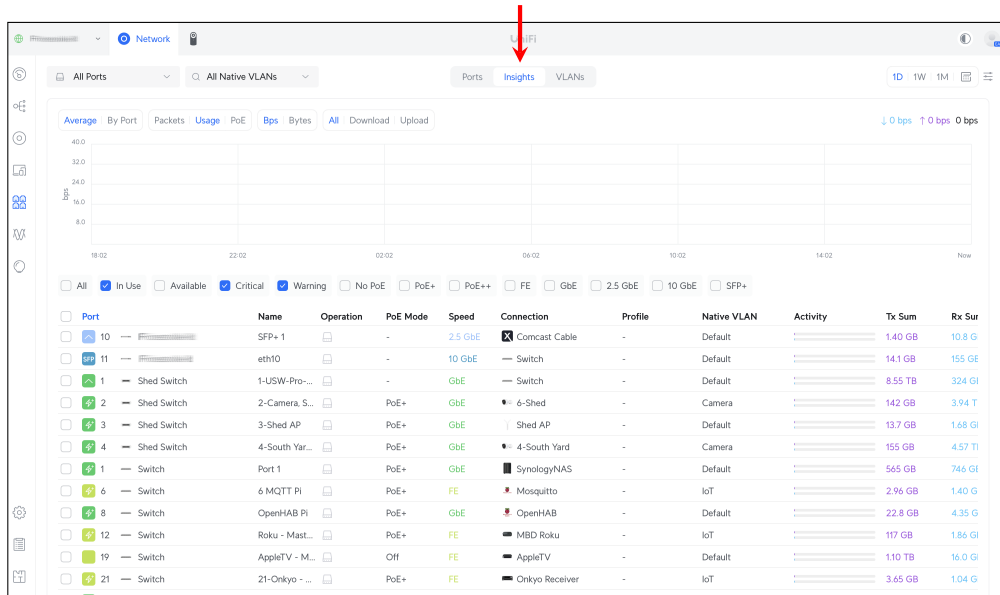 Network UniFi
All Ports All Native VLANs Ports Insights VLANs 1D 1W 1M
Average By Port Packets Usage PoE Bps Bytes All Download Upload ↓ 0 bps ↑ 0 bps 0 bps
40.0
32.0
24.0
16.0
8.0
bps
18:02 22:02 02:02 06:02 10:02 14:02 Now
All In Use Available Critical Warning No PoE PoE+ PoE++ FE GbE 2.5 GbE 10 GbE SFP+
Port Name Operation PoE Mode Speed Connection Profile Native VLAN Activity Tx Sum Rx Sur
10 SFP+ 1 - 2.5 GbE Comcast Cable - Default 1.40 GB 10.8 G
SFP 11 eth10 - 10 GbE Switch - Default 14.1 GB 155 GE
1 Shed Switch 1-USW-Pro-... - GbE Switch - Default 8.55 TB 324 GI
2 Shed Switch 2-Camera, S... PoE+ GbE 6-Shed - Camera 142 GB 3.94 T
3 Shed Switch 3-Shed AP PoE+ GbE Shed AP - Default 13.7 GB 1.68 GI
4 Shed Switch 4-South Yar... PoE+ GbE 4-South Yard - Camera 155 GB 4.57 TI
1 Switch Port 1 PoE+ GbE SynologyNAS - Default 565 GB 746 GE
6 Switch 6 MQTT Pi PoE+ FE Mosquitto - IoT 2.96 GB 1.40 G
8 Switch OpenHAB Pi PoE+ GbE OpenHAB - Default 22.8 GB 4.35 G
12 Switch Roku - Mast... PoE+ FE MBD Roku - IoT 117 GB 1.86 GI
19 Switch AppleTV - M... Off FE AppleTV - Default 1.10 TB 16.0 GI
21 Switch 21-Onkyo - ... PoE+ FE Onkyo Receiver - IoT 3.65 GB 1.04 G